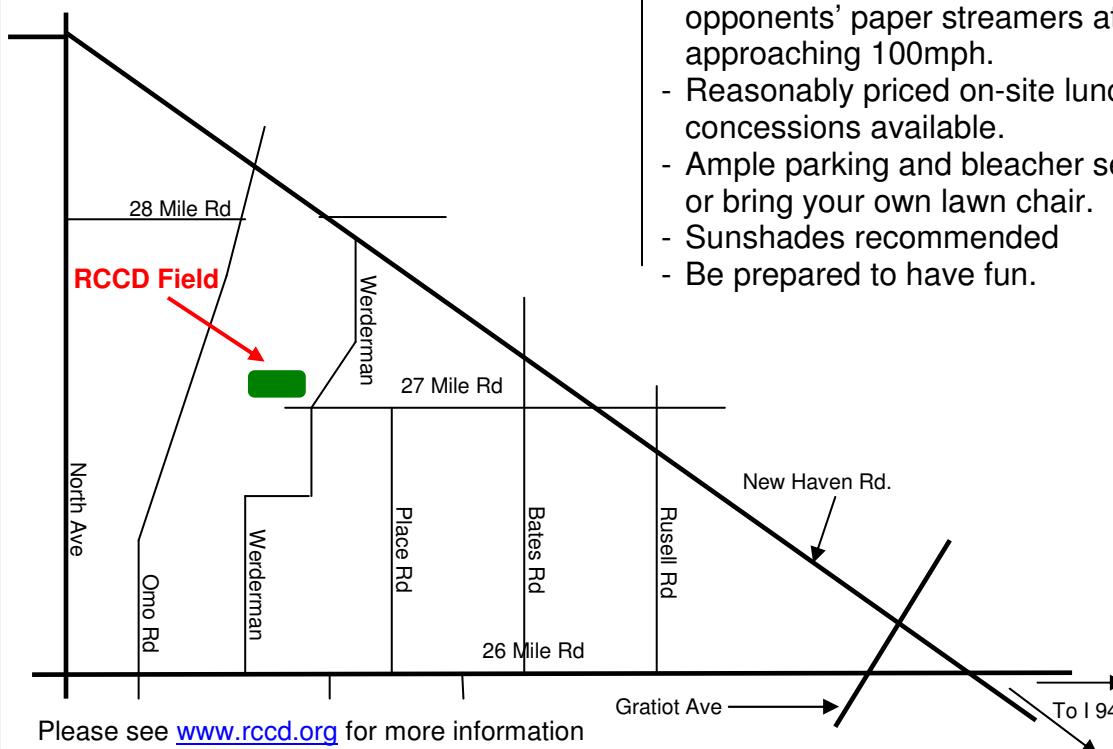 opponents’ paper streamers at
approaching 100mph.
- Reasonably priced on-site
concessions available.
- Ample parking and bleacher
or bring your own lawn chair.
- Sunshades recommended
- Be prepared to have fun.
28 Mile Rd
RCCD Field
Werderman
27 Mile Rd
North Ave
New Haven Rd.
Place Rd
Bates Rd
Rusell Rd
Werderman
Omo Rd
26 Mile Rd
Gratiot Ave
To I 94
Please see www.rccd.org for more information